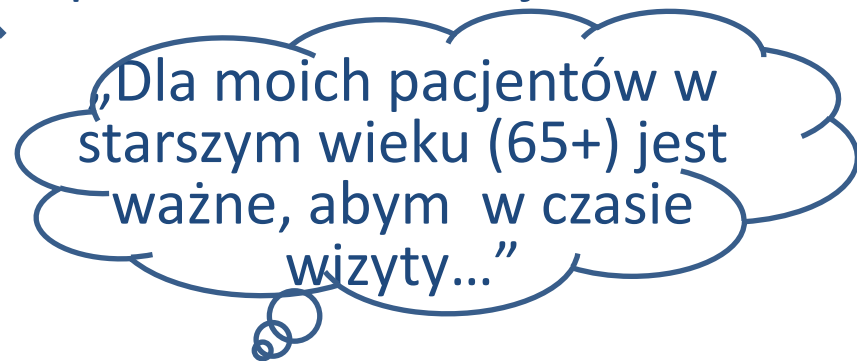 „Dla moich pacjentów w
starszym wieku (65+) jest
ważne, abym w czasie
wizyty…”